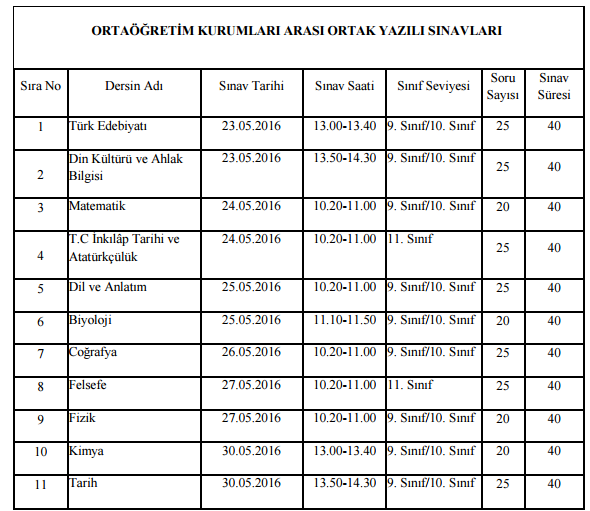 ORTAÖĞRETİM KURUMLARI ARASI ORTAK YAZILI SINAVLARI
Sıra No Dersin Adı Sınav Tarihi Sınav Saati Sınıf Seviyesi Soru Sayısı Sınav Süresi
1 Türk Edebiyatı 23.05.2016 13.00-13.40 9. Sınıf/10. Sınıf 25 40
2 Din Kültürü ve Ahlak Bilgisi 23.05.2016 13.50-14.30 9. Sınıf/10. Sınıf 25 40
3 Matematik 24.05.2016 10.20-11.00 9. Sınıf/10. Sınıf 20 40
4 T.C İnkılâp Tarihi ve Atatürkçülük 24.05.2016 10.20-11.00 11. Sınıf 25 40
5 Dil ve Anlatım 25.05.2016 10.20-11.00 9. Sınıf/10. Sınıf 25 40
6 Biyoloji 25.05.2016 11.10-11.50 9. Sınıf/10. Sınıf 20 40
7 Coğrafya 26.05.2016 10.20-11.00 9. Sınıf/10. Sınıf 25 40
8 Felsefe 27.05.2016 10.20-11.00 11. Sınıf 25 40
9 Fizik 27.05.2016 10.20-11.00 9. Sınıf/10. Sınıf 20 40
10 Kimya 30.05.2016 13.00-13.40 9. Sınıf/10. Sınıf 20 40
11 Tarih 30.05.2016 13.50-14.30 9. Sınıf/10. Sınıf 25 40